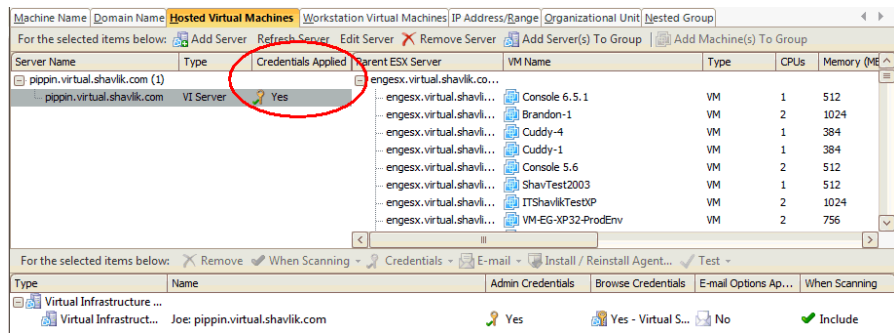 Machine Name Domain Name Hosted Virtual Machines Workstation Virtual Machines IP Address/Range Organizational Unit Nested Group
For the selected items below: Add Server Refresh Server Edit Server Remove Server Add Server(s) To Group Add Machine(s) To Group
Server Name Type Credentials Applied Parent ESX Server VM Name Type CPUs Memory (ME
pippin.virtual.shavlik.com (1) engesx.virtual.shavlik.co...
pippin.virtual.shavlik.com VI Server Yes engesx.virtual.shavli... Console 6.5.1 VM 1 512
engesx.virtual.shavli... Brandon-1 VM 2 1024
engesx.virtual.shavli... Cuddy-4 VM 1 384
engesx.virtual.shavli... Cuddy-1 VM 1 384
engesx.virtual.shavli... Console 5.6 VM 2 512
engesx.virtual.shavli... ShavTest2003 VM 1 512
engesx.virtual.shavli... ITShavlikTestXP VM 2 1024
engesx.virtual.shavli... VM-EG-XP32-ProdEnv VM 2 756
For the selected items below: Remove When Scanning Credentials E-mail Install / Reinstall Agent... Test
Type Name Admin Credentials Browse Credentials E-mail Options Ap... When Scanning
Virtual Infrastructure ...
Virtual Infrastruct... Joe: pippin.virtual.shavlik.com Yes Yes - Virtual S... No Include